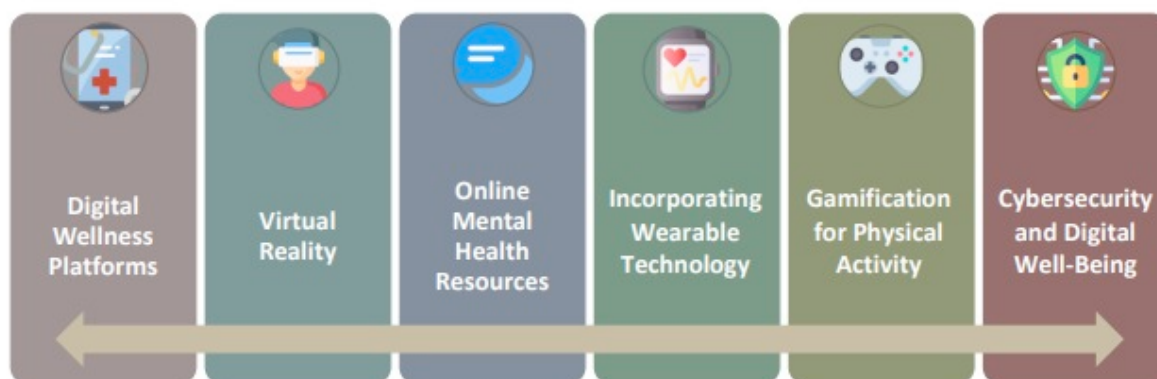 Digital
Wellness
Platforms
Virtual
Reality
Online
Mental
Health
Resources
Incorporating
Wearable
Technology
Gamification
for Physical
Activity
Cybersecurity
and Digital
Well-Being